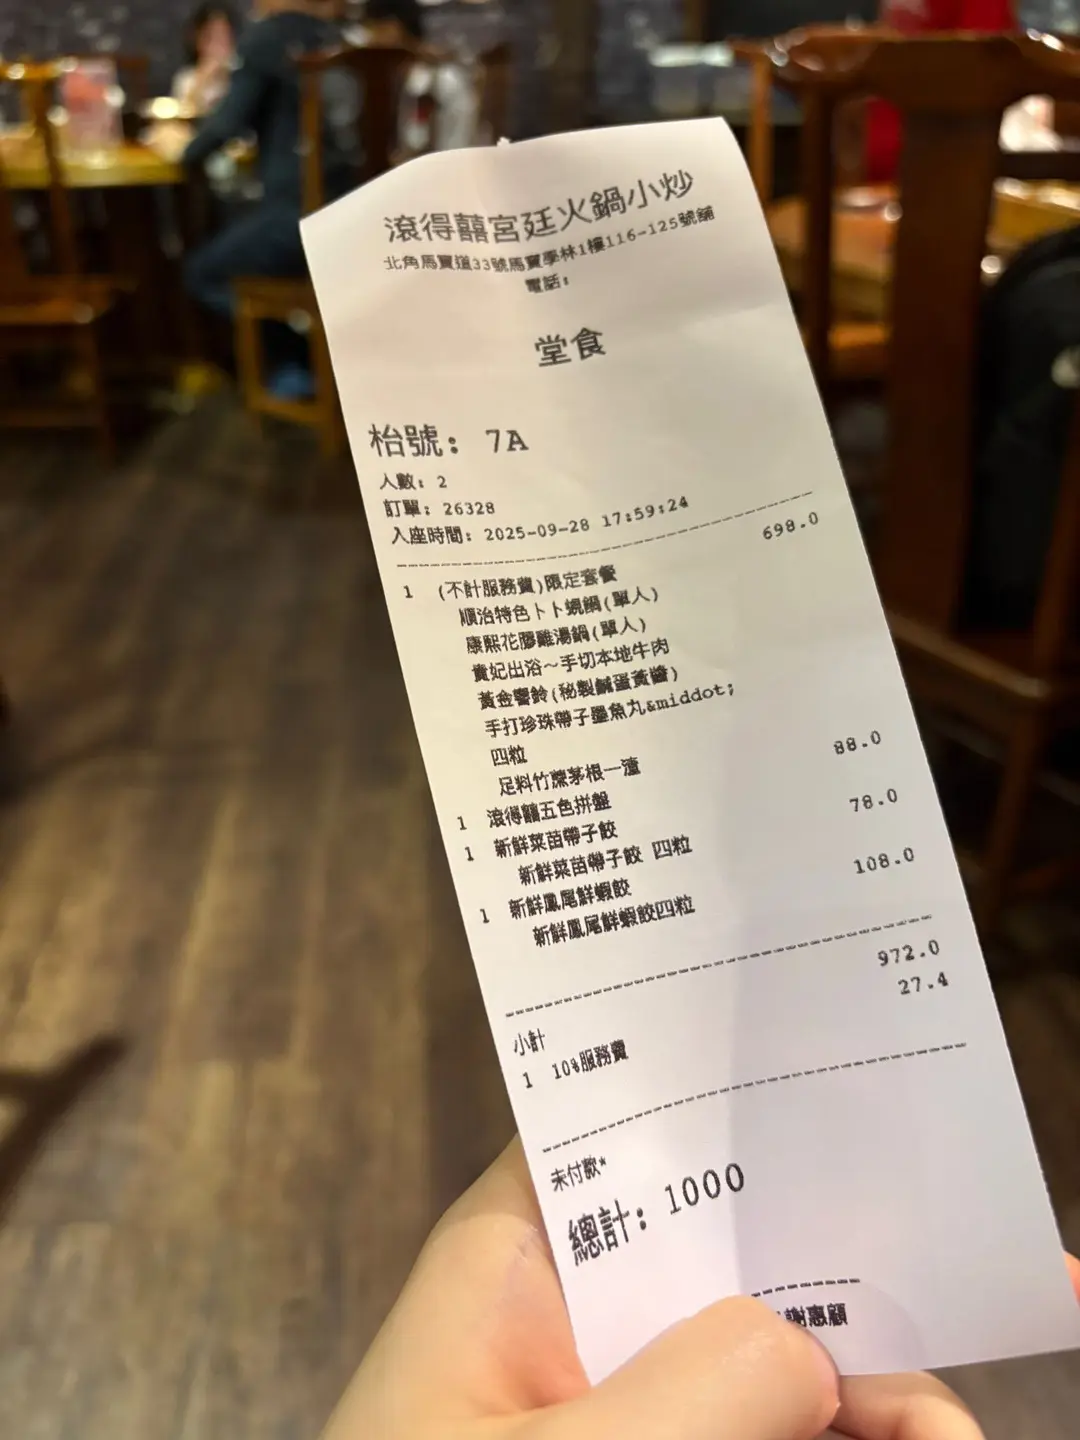 滾得囍宮廷火鍋小炒
北角馬寶道33號馬寶學林1樓116-125號舖
電話:
堂食
枱號: 7A
人數: 2
訂單: 26328
入座時間: 2025-09-28 17:59:24
1 (不計服務費)限定套餐 698.0
順治特色卜卜蜆鍋(單人)
康熙花膠雞湯鍋(單人)
貴妃出浴~手切本地牛肉
黃金響鈴(秘製鹹蛋黃醬)
手打珍珠帶子墨魚丸&middot;
四粒
足料竹蔗茅根一漟
1 滾得囍五色拼盤 88.0
1 新鮮菜苗帶子餃 78.0
新鮮菜苗帶子餃 四粒
1 新鮮鳳尾鮮蝦餃 108.0
新鮮鳳尾鮮蝦餃四粒
小計 972.0
1 10%服務費 27.4
未付款*
總計: 1000
謝惠顧